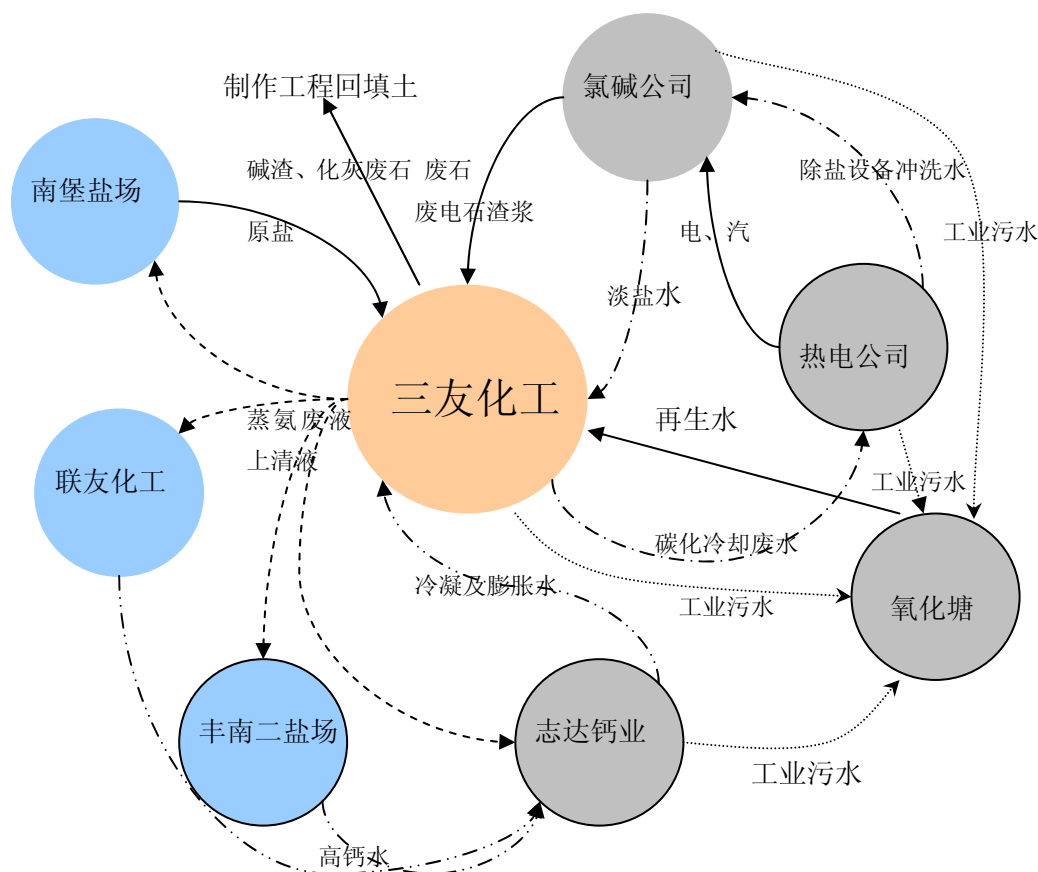 制作工程回填土
氯碱公司
碱渣、化灰废石 废石
除盐设备冲洗水
南堡盐场
废电石渣浆
原盐
电、汽
工业污水
淡盐水
热电公司
三友化工
再生水
蒸氨废液
上清液
联友化工
工业污水
碳化冷却废水
冷凝及膨胀水
工业污水
氧化塘
丰南二盐场
志达钙业
工业污水
高钙水